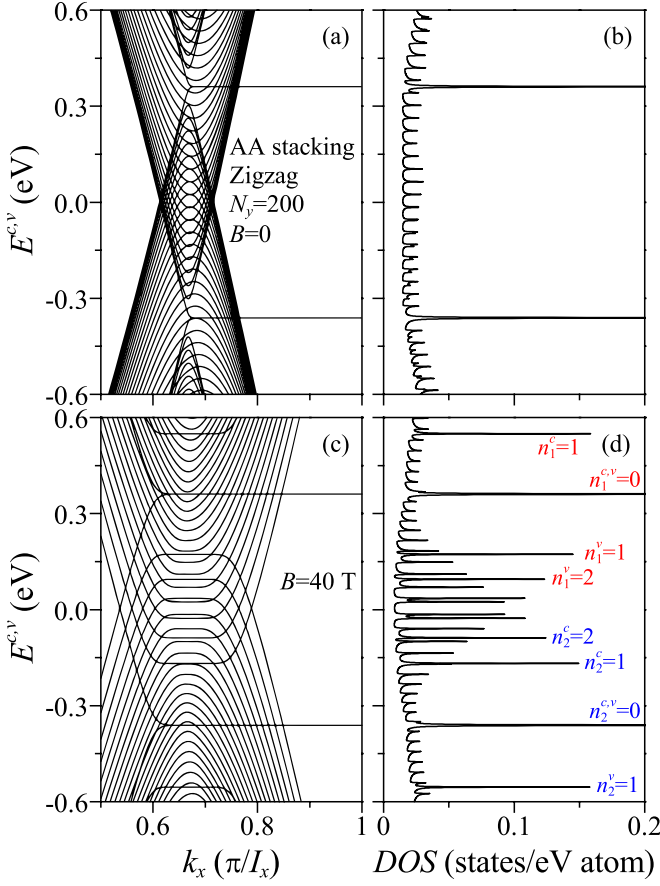 0.6
(a)
(b)
0.3
AA stacking
Zigzag
N_y=200
B=0
0.0
-0.3
-0.6
E^{c,v} (eV)
0.6
(c)
(d)
n_1^c=1
n_1^{c,v}=0
0.3
n_1^v=1
B=40 T
n_1^v=2
0.0
n_2^c=2
n_2^c=1
-0.3
n_2^{c,v}=0
n_2^v=1
-0.6
E^{c,v} (eV)
0.6 0.8 1 0 0.1 0.2
k_x (π/I_x)
DOS (states/eV atom)